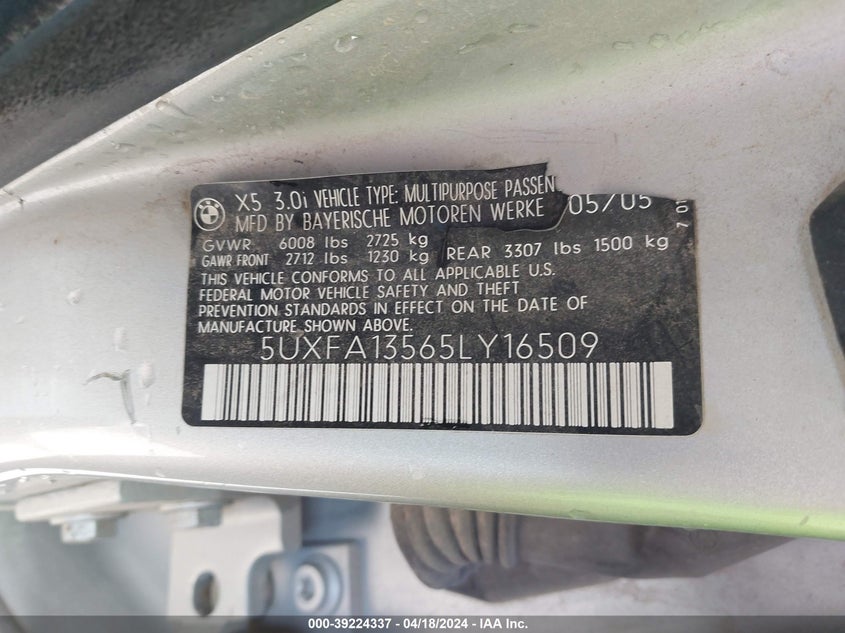 BMW
X5 3.0i VEHICLE TYPE: MULTIPURPOSE PASSEN
MFD BY BAYERISCHE MOTOREN WERKE 05/05
GVWR 6008 lbs 2725 kg
GAWR FRONT 2712 lbs 1230 kg REAR 3307 lbs 1500 kg
THIS VEHICLE CONFORMS TO ALL APPLICABLE U.S.
FEDERAL MOTOR VEHICLE SAFETY AND THEFT
PREVENTION STANDARDS IN EFFECT ON THE DATE OF
MANUFACTURE SHOWN ABOVE.
5UXFA13565LY16509
000-39224337 - 04/18/2024 - IAA Inc.